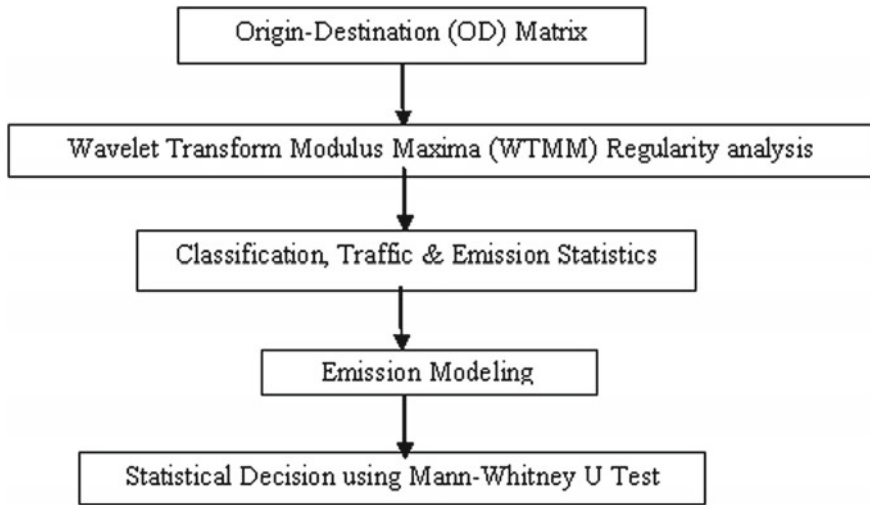 Origin-Destination (OD) Matrix
Wavelet Transform Modulus Maxima (WTMM) Regularity analysis
Classification, Traffic & Emission Statistics
Emission Modeling
Statistical Decision using Mann-Whitney U Test